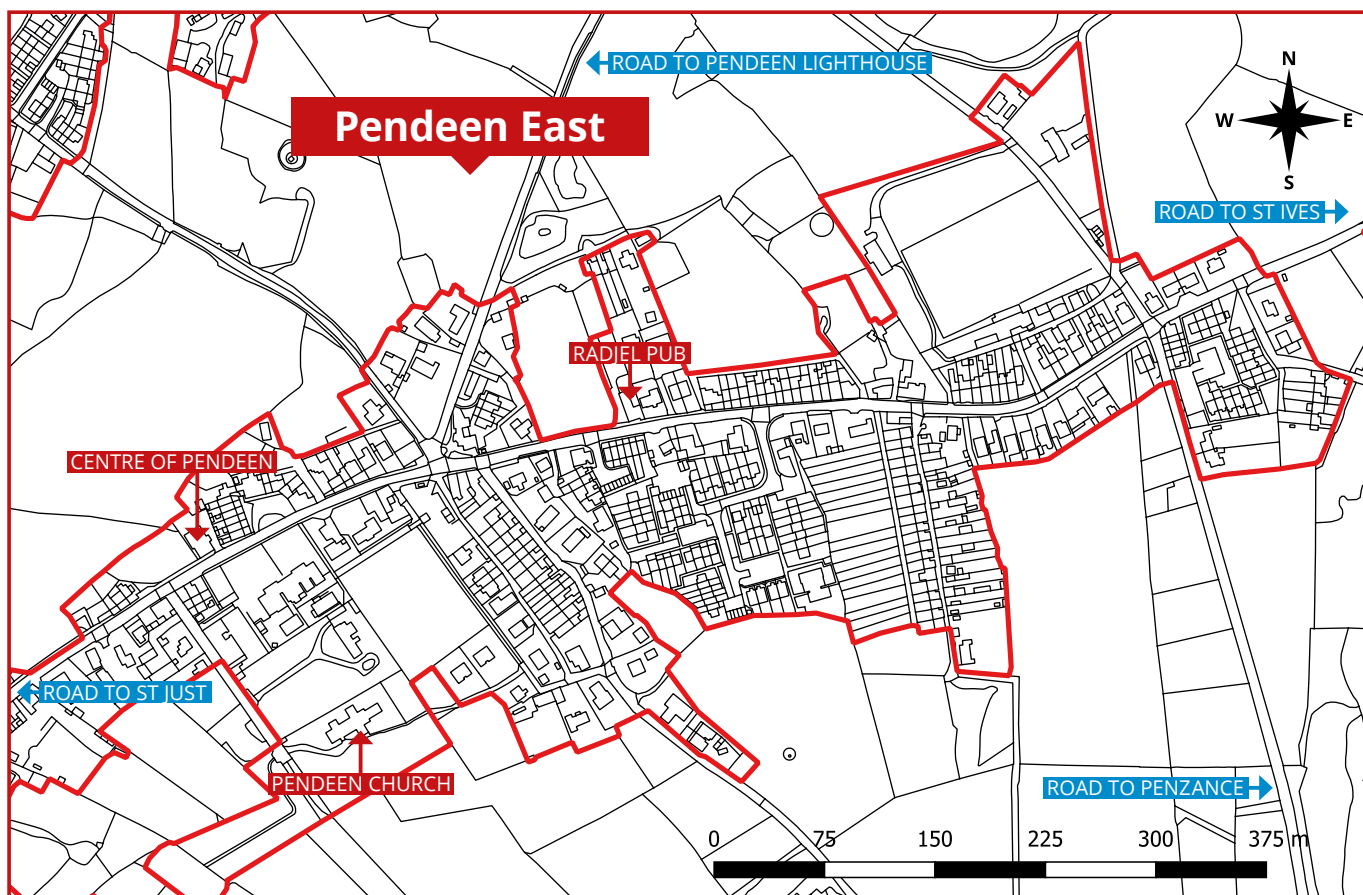 ROAD TO PENDEEN LIGHTHOUSE
N
Pendeen East
W E
S
ROAD TO ST IVES
RADJEL PUB
CENTRE OF PENDEEN
ROAD TO ST JUST
PENDEEN CHURCH
ROAD TO PENZANCE
0 75 150 225 300 375 m